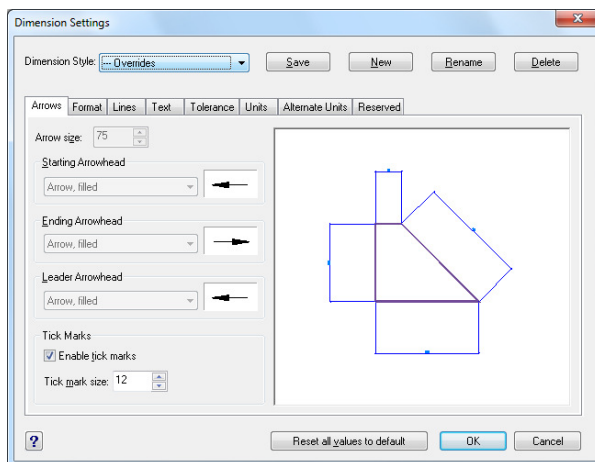 Dimension Settings
Dimension Style: --- Overrides Save New Rename Delete
Arrows Format Lines Text Tolerance Units Alternate Units Reserved
Arrow size: 75
Starting Arrowhead
Arrow, filled
Ending Arrowhead
Arrow, filled
Leader Arrowhead
Arrow, filled
Tick Marks
Enable tick marks
Tick mark size: 12
? Reset all values to default OK Cancel